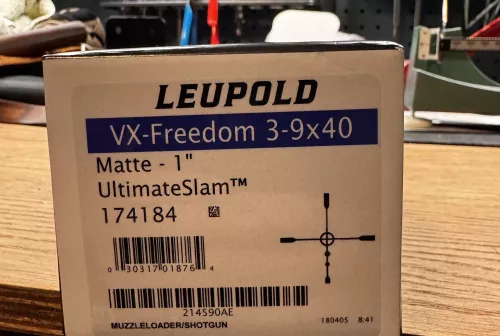 LEUPOLD
VX-Freedom 3-9x40
Matte - 1"
UltimateSlam™
174184
0 30317 01876 4
214590AE
MUZZLELOADER/SHOTGUN
180405 8:41